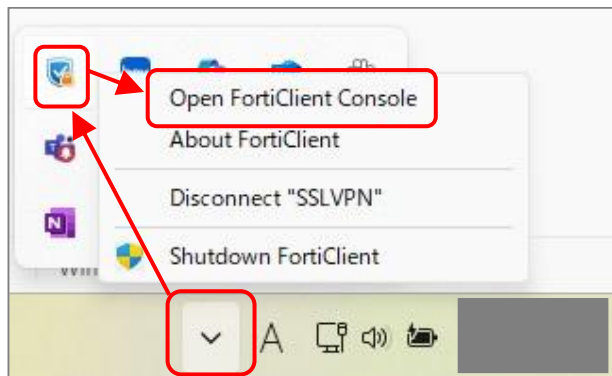 Open FortiClient Console
About FortiClient
Disconnect "SSLVPN"
Shutdown FortiClient
A